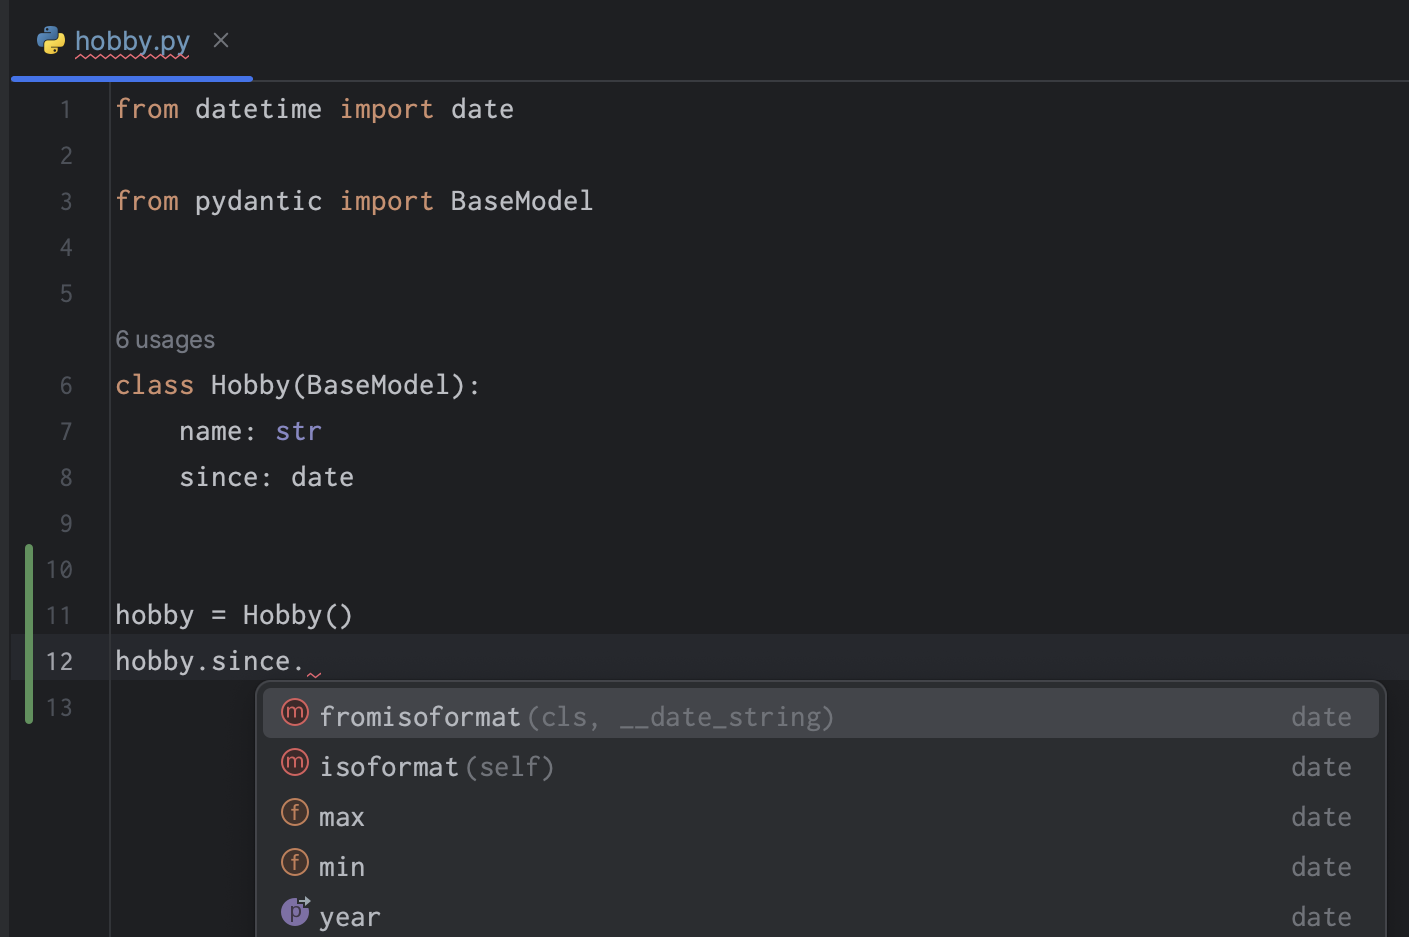 hobby.py ×
1 from datetime import date
2
3 from pydantic import BaseModel
4
5
6 usages
6 class Hobby(BaseModel):
7     name: str
8     since: date
9
10
11 hobby = Hobby()
12 hobby.since.
13
m fromisoformat(cls, __date_string) date
m isoformat(self) date
f max date
f min date
p year date